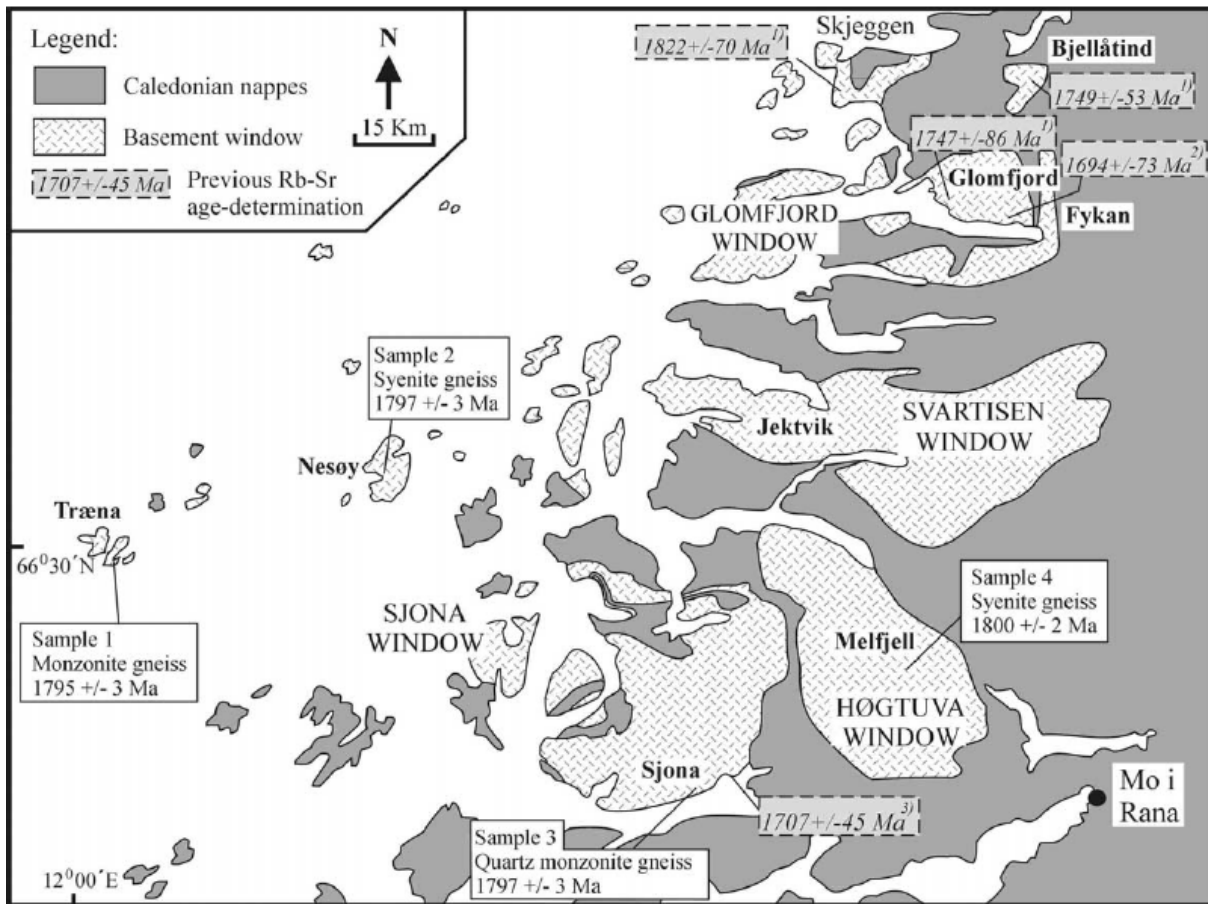 Legend:
Caledonian nappes
Basement window
1707+/-45 Ma
Previous Rb-Sr
age-determination
N
15 Km
Skjeggen
1822+/-70 Ma 1)
Bjellåtind
1749+/-53 Ma 1)
1747+/-86 Ma 1)
1694+/-73 Ma 2)
Glomfjord
Fykan
GLOMFJORD
WINDOW
Sample 2
Syenite gneiss
1797 +/- 3 Ma
Nesøy
Jektvik
SVARTISEN
WINDOW
Træna
66⁰30´N
Sample 1
Monzonite gneiss
1795 +/- 3 Ma
SJONA
WINDOW
Sample 4
Syenite gneiss
1800 +/- 2 Ma
Melfjell
HØGTUVA
WINDOW
Sjona
1707+/-45 Ma 3)
Mo i
Rana
Sample 3
Quartz monzonite gneiss
1797 +/- 3 Ma
12⁰00´E